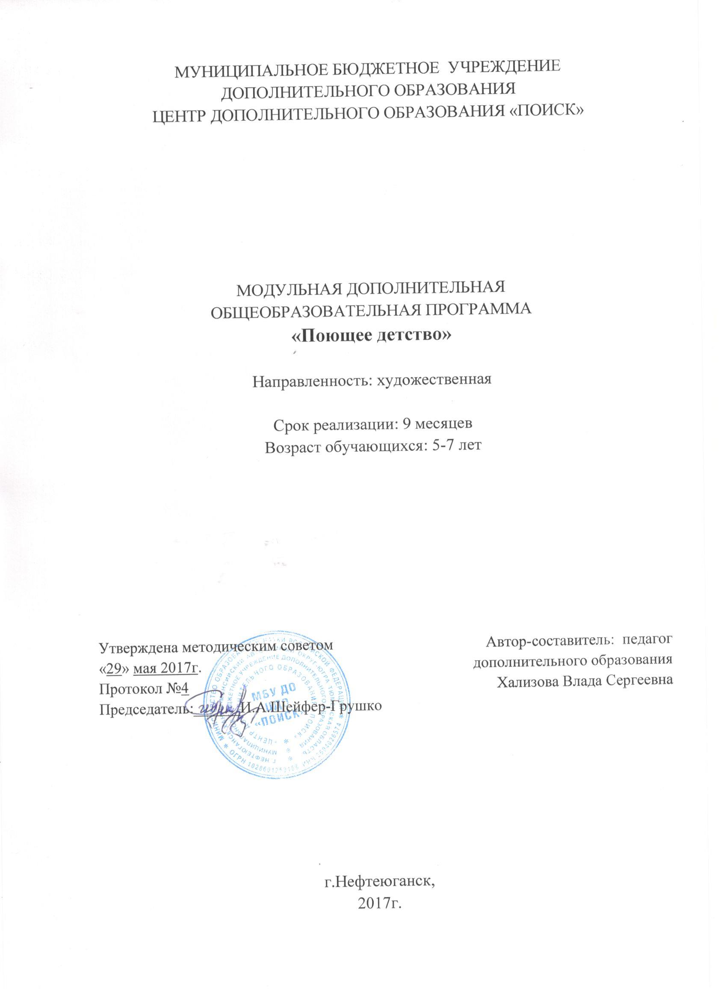 МУНИЦИПАЛЬНОЕ БЮДЖЕТНОЕ УЧРЕЖДЕНИЕ
ДОПОЛНИТЕЛЬНОГО ОБРАЗОВАНИЯ
ЦЕНТР ДОПОЛНИТЕЛЬНОГО ОБРАЗОВАНИЯ «ПОИСК»
МОДУЛЬНАЯ ДОПОЛНИТЕЛЬНАЯ
ОБЩЕОБРАЗОВАТЕЛЬНАЯ ПРОГРАММА
«Поющее детство»
Направленность: художественная
Срок реализации: 9 месяцев
Возраст обучающихся: 5-7 лет
Утверждена методическим советом
«29» мая 2017г.
Протокол №4
Председатель: И.А.Шейфер-Грушко
Автор-составитель: педагог
дополнительного образования
Хализова Влада Сергеевна
МБУ ДО
ЦДО
«ПОИСК»
г.Нефтеюганск,
2017г.